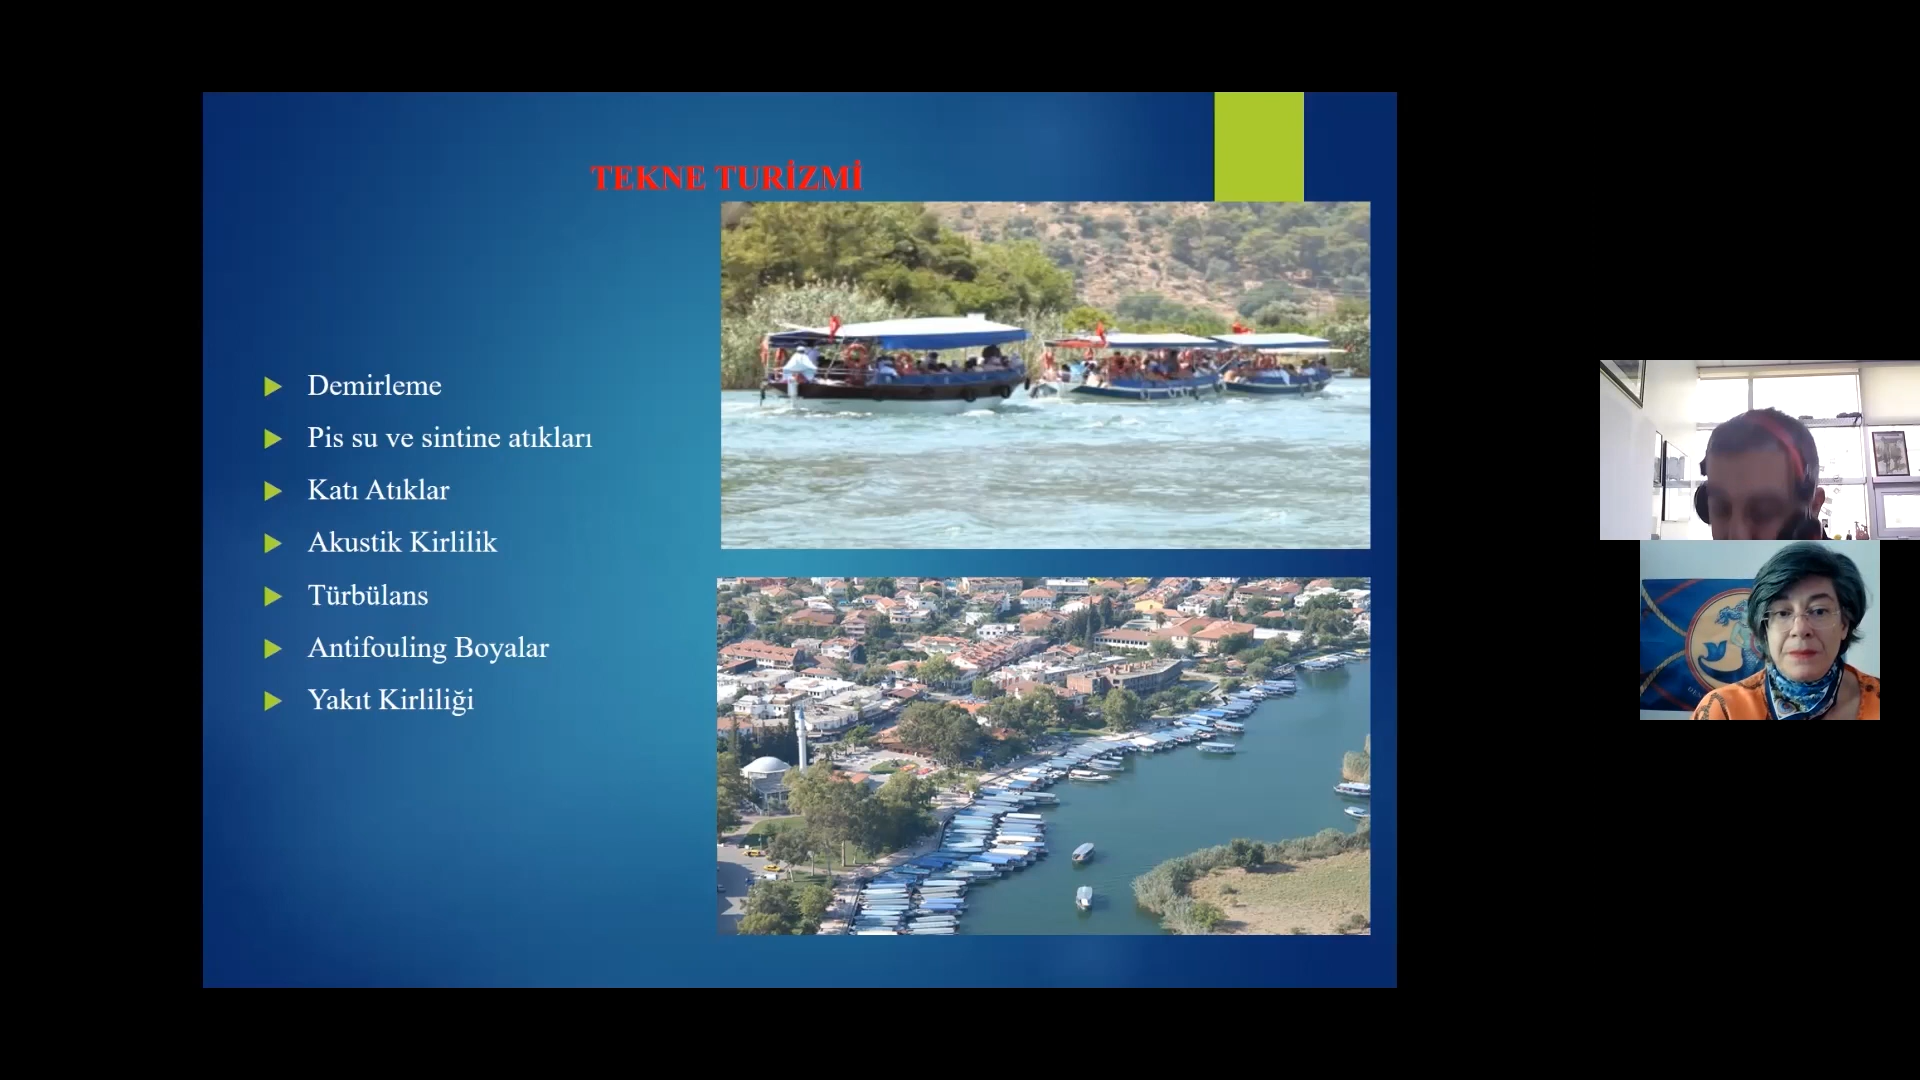 TEKNE TURİZMİ
Demirleme
Pis su ve sintine atıkları
Katı Atıklar
Akustik Kirlilik
Türbülans
Antifouling Boyalar
Yakıt Kirliliği